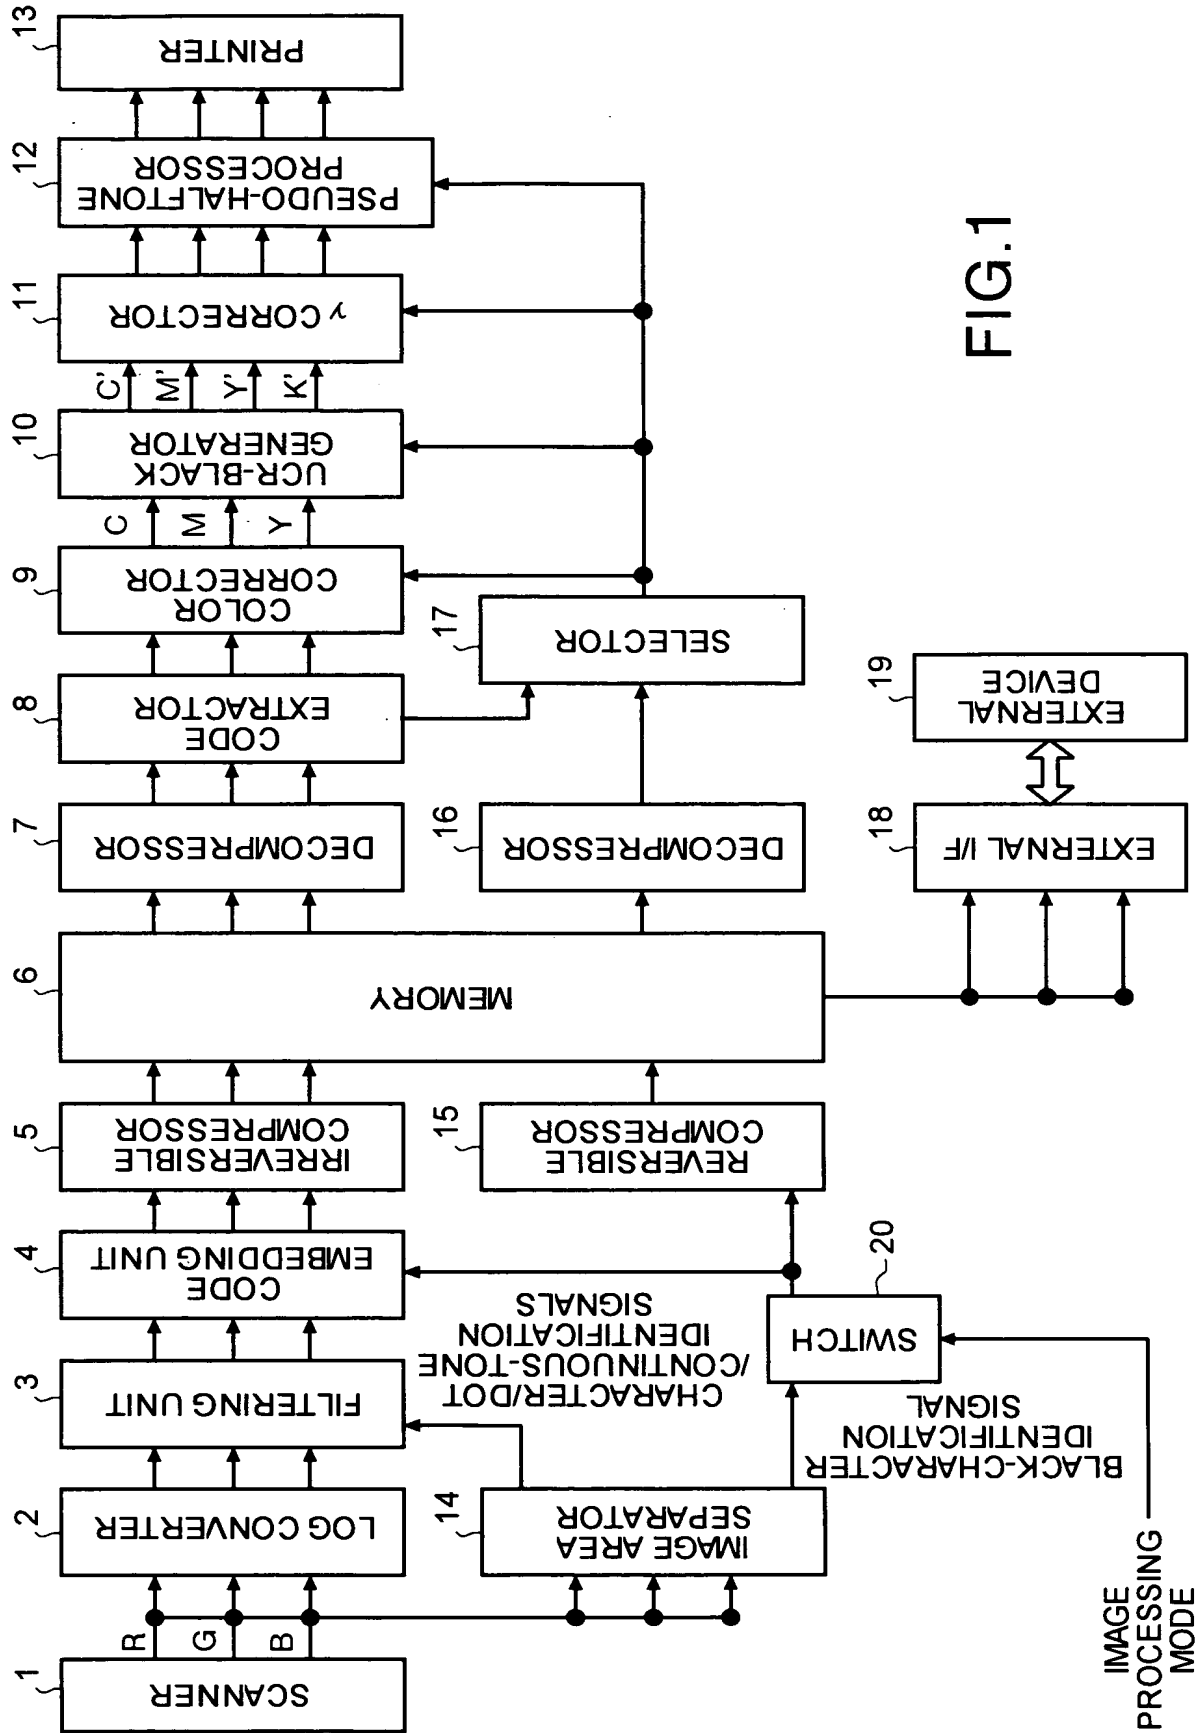 1
SCANNER
R
G
B
2
LOG CONVERTER
3
FILTERING UNIT
4
CODE
EMBEDDING UNIT
5
IRREVERSIBLE
COMPRESSOR
6
MEMORY
7
DECOMPRESSOR
8
CODE
EXTRACTOR
9
COLOR
CORRECTOR
C
M
Y
10
UCR-BLACK
GENERATOR
C'
M'
Y'
K'
11
γ CORRECTOR
12
PSEUDO-HALFTONE
PROCESSOR
13
PRINTER
14
IMAGE AREA
SEPARATOR
CHARACTER/DOT
/CONTINUOUS-TONE
IDENTIFICATION
SIGNALS
15
REVERSIBLE
COMPRESSOR
16
DECOMPRESSOR
17
SELECTOR
BLACK-CHARACTER
IDENTIFICATION
SIGNAL
SWITCH
20
18
EXTERNAL I/F
19
EXTERNAL
DEVICE
IMAGE
PROCESSING
MODE
FIG.1